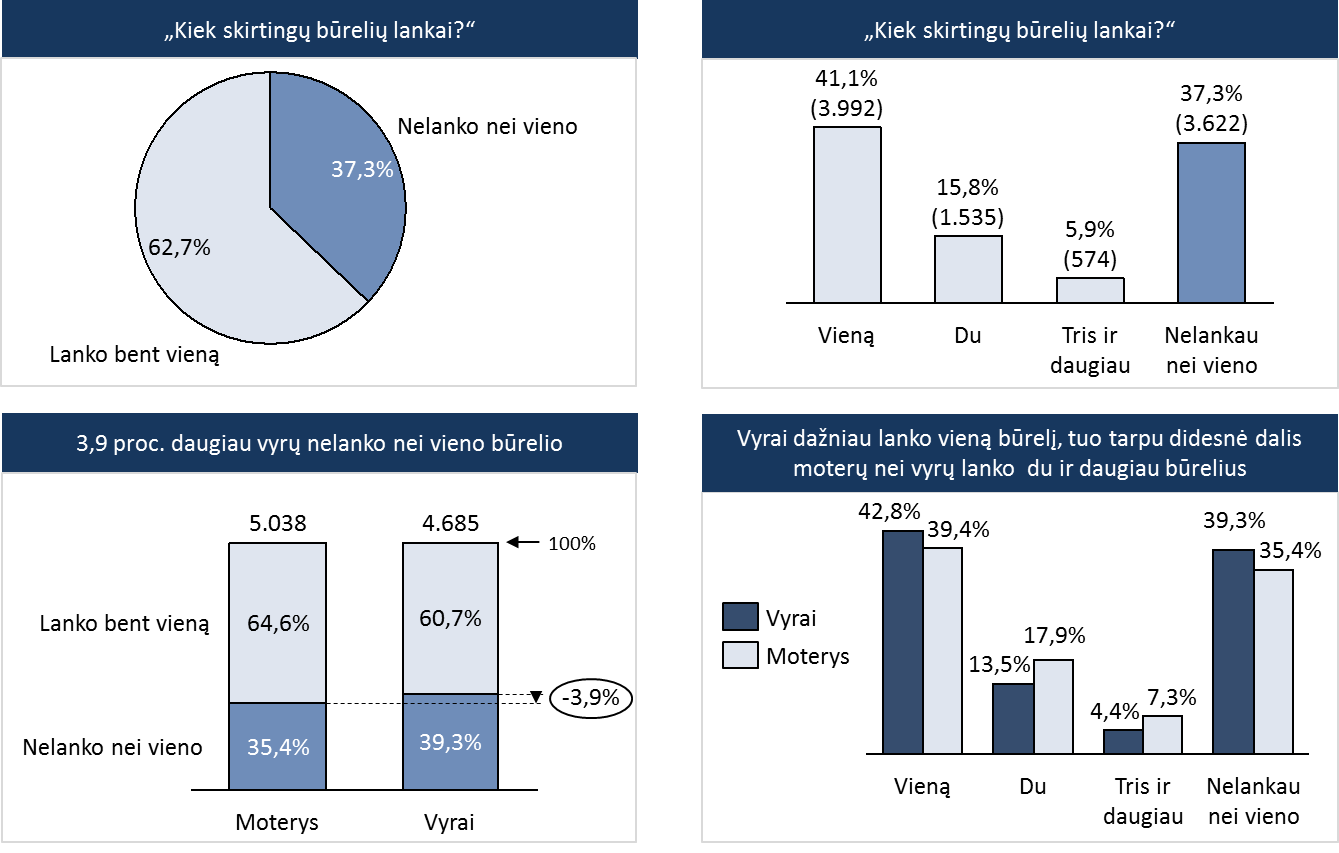 „Kiek skirtingų būrelių lankai?“
Nelanko nei vieno
37,3%
62,7%
Lanko bent vieną
„Kiek skirtingų būrelių lankai?“
41,1%
(3.992)
15,8%
(1.535)
5,9%
(574)
37,3%
(3.622)
Vieną
Du
Tris ir
daugiau
Nelankau
nei vieno
3,9 proc. daugiau vyrų nelanko nei vieno būrelio
5.038
4.685
100%
Lanko bent vieną
64,6%
60,7%
-3,9%
Nelanko nei vieno
35,4%
39,3%
Moterys
Vyrai
Vyrai dažniau lanko vieną būrelį, tuo tarpu didesnė dalis
moterų nei vyrų lanko  du ir daugiau būrelius
42,8%
39,4%
13,5%
17,9%
4,4%
7,3%
39,3%
35,4%
Vyrai
Moterys
Vieną
Du
Tris ir
daugiau
Nelankau
nei vieno